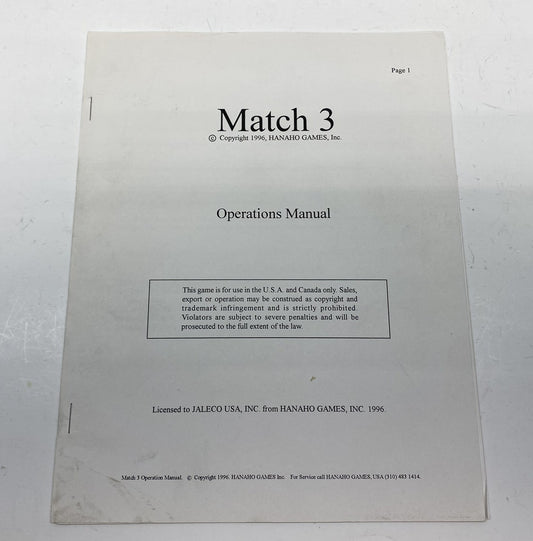 Page 1
Match 3
© Copyright 1996, HANAHO GAMES, Inc.
Operations Manual
This game is for use in the U.S.A. and Canada only. Sales,
export or operation may be construed as copyright and
trademark infringement and is strictly prohibited.
Violators are subject to severe penalties and will be
prosecuted to the full extent of the law.
Licensed to JALECO USA, INC. from HANAHO GAMES, INC. 1996.
Match 3 Operation Manual. © Copyright 1996. HANAHO GAMES Inc. For Service call HANAHO GAMES, USA (310) 483 1414.